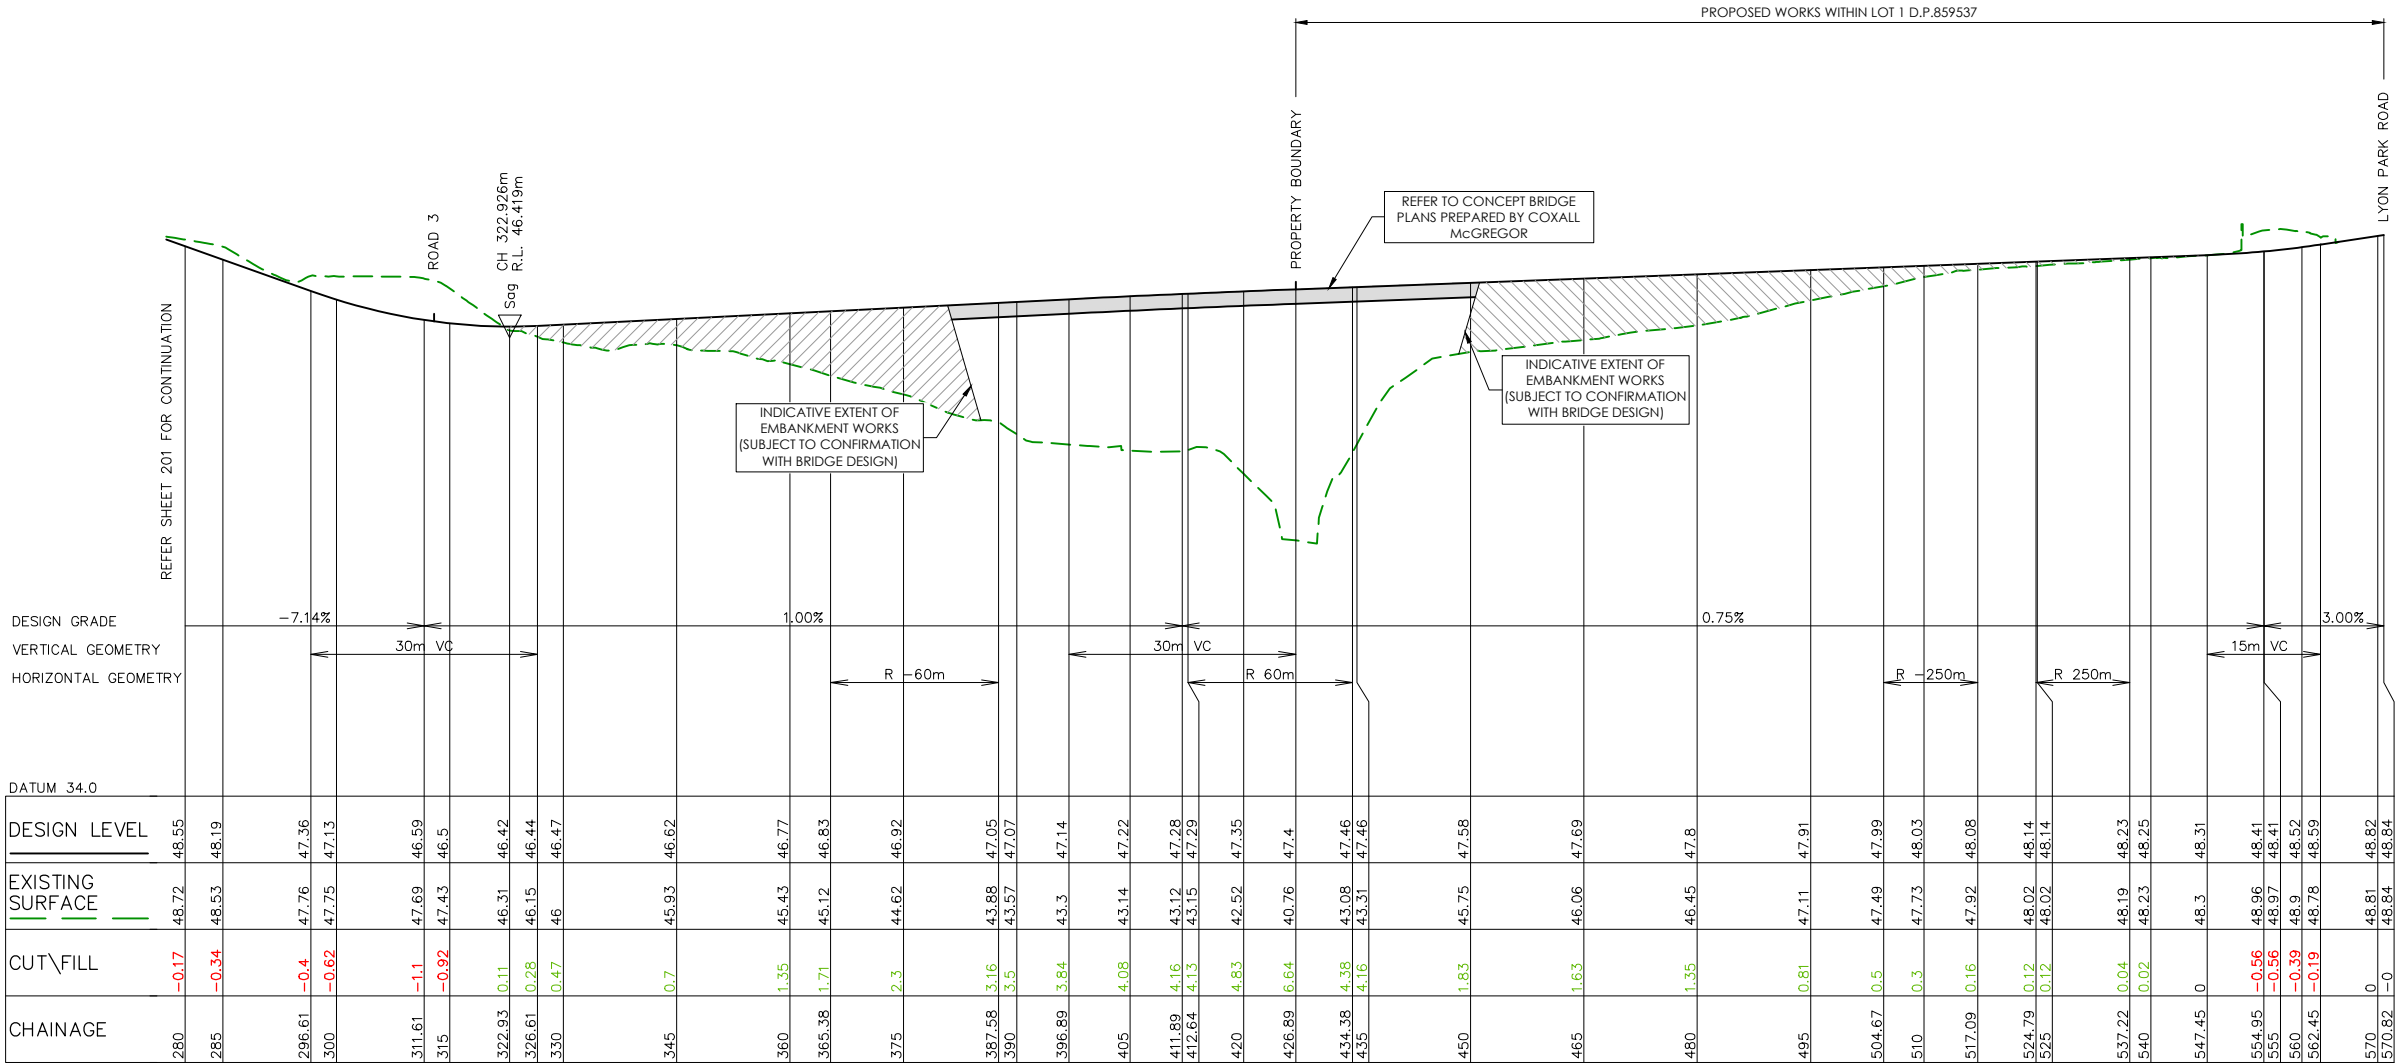 PROPOSED WORKS WITHIN LOT 1 D.P.859537
REFER SHEET 201 FOR CONTINUATION
ROAD 3
Sag CH 322.926m
R.L. 46.419m
PROPERTY BOUNDARY
LYON PARK ROAD
REFER TO CONCEPT BRIDGE
PLANS PREPARED BY COXALL
McGREGOR
INDICATIVE EXTENT OF
EMBANKMENT WORKS
(SUBJECT TO CONFIRMATION
WITH BRIDGE DESIGN)
INDICATIVE EXTENT OF
EMBANKMENT WORKS
(SUBJECT TO CONFIRMATION
WITH BRIDGE DESIGN)
DESIGN GRADE -7.14% 1.00% 0.75% 3.00%
VERTICAL GEOMETRY 30m VC 30m VC 15m VC
HORIZONTAL GEOMETRY R -60m R 60m R -250m R 250m
DATUM 34.0
DESIGN LEVEL 48.55 48.19 47.36 47.13 46.59 46.5 46.42 46.44 46.47 46.62 46.77 46.83 46.92 47.05 47.07 47.14 47.22 47.28 47.29 47.35 47.4 47.46 47.46 47.58 47.69 47.8 47.91 47.99 48.03 48.08 48.14 48.14 48.23 48.25 48.31 48.41 48.41 48.52 48.59 48.82 48.84
EXISTING
SURFACE 48.72 48.53 47.76 47.75 47.69 47.43 46.31 46.15 46 45.93 45.43 45.12 44.62 43.88 43.57 43.3 43.14 43.12 43.15 42.52 40.76 43.08 43.31 45.75 46.06 46.45 47.11 47.49 47.73 47.92 48.02 48.02 48.19 48.23 48.3 48.96 48.97 48.9 48.78 48.81 48.84
CUT\FILL -0.17 -0.34 -0.4 -0.62 -1.1 -0.92 0.11 0.28 0.47 0.7 1.35 1.71 2.3 3.16 3.5 3.84 4.08 4.16 4.13 4.83 6.64 4.38 4.16 1.83 1.63 1.35 0.81 0.5 0.3 0.16 0.12 0.12 0.04 0.02 0 -0.56 -0.56 -0.39 -0.19 0 -0
CHAINAGE 280 285 296.61 300 311.61 315 322.93 326.61 330 345 360 365.38 375 387.58 390 396.89 405 411.89 412.64 420 426.89 434.38 435 450 465 480 495 504.67 510 517.09 524.79 525 537.22 540 547.45 554.95 555 560 562.45 570 570.82